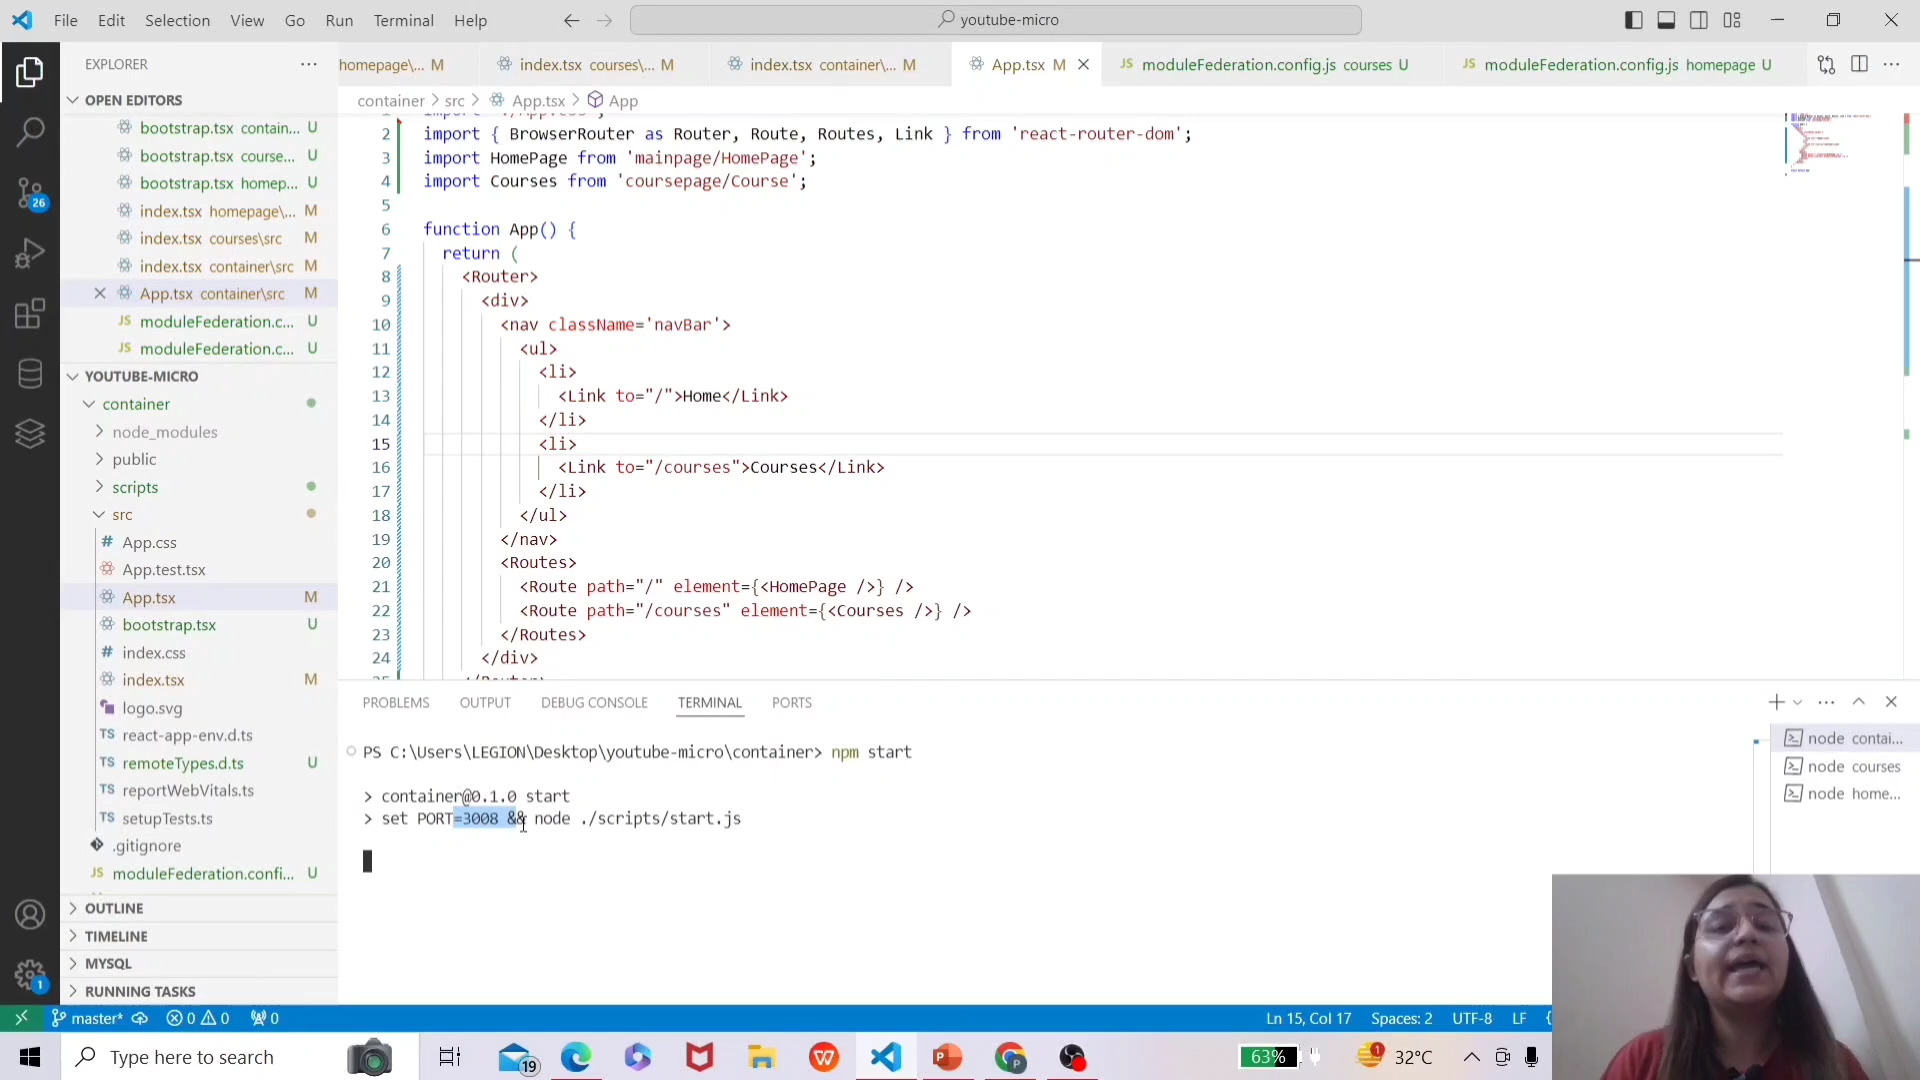 File Edit Selection View Go Run Terminal Help
youtube-micro
EXPLORER
homepage\... M
index.tsx courses\... M
index.tsx container\... M
App.tsx M
moduleFederation.config.js courses U
moduleFederation.config.js homepage U
OPEN EDITORS
bootstrap.tsx contain... U
bootstrap.tsx course... U
bootstrap.tsx homep... U
index.tsx homepage\... M
index.tsx courses\src M
index.tsx container\src M
App.tsx container\src M
JS moduleFederation.c... U
JS moduleFederation.c... U
YOUTUBE-MICRO
container
node_modules
public
scripts
src
# App.css
App.test.tsx
App.tsx M
bootstrap.tsx U
# index.css
index.tsx M
logo.svg
TS react-app-env.d.ts
TS remoteTypes.d.ts U
TS reportWebVitals.ts
TS setupTests.ts
.gitignore
JS moduleFederation.confi... U
OUTLINE
TIMELINE
MYSQL
RUNNING TASKS
26
1
container > src > App.tsx > App
2 import { BrowserRouter as Router, Route, Routes, Link } from 'react-router-dom';
3 import HomePage from 'mainpage/HomePage';
4 import Courses from 'coursepage/Course';
5
6 function App() {
7 return (
8 <Router>
9 <div>
10 <nav className='navBar'>
11 <ul>
12 <li>
13 <Link to="/">Home</Link>
14 </li>
15 <li>
16 <Link to="/courses">Courses</Link>
17 </li>
18 </ul>
19 </nav>
20 <Routes>
21 <Route path="/" element={<HomePage />} />
22 <Route path="/courses" element={<Courses />} />
23 </Routes>
24 </div>
PROBLEMS OUTPUT DEBUG CONSOLE TERMINAL PORTS
PS C:\Users\LEGION\Desktop\youtube-micro\container> npm start
> container@0.1.0 start
> set PORT=3008 && node ./scripts/start.js
node contai...
node courses
node home...
master* 0 0 0
Ln 15, Col 17 Spaces: 2 UTF-8 LF {
Type here to search
19
63%
1
32°C